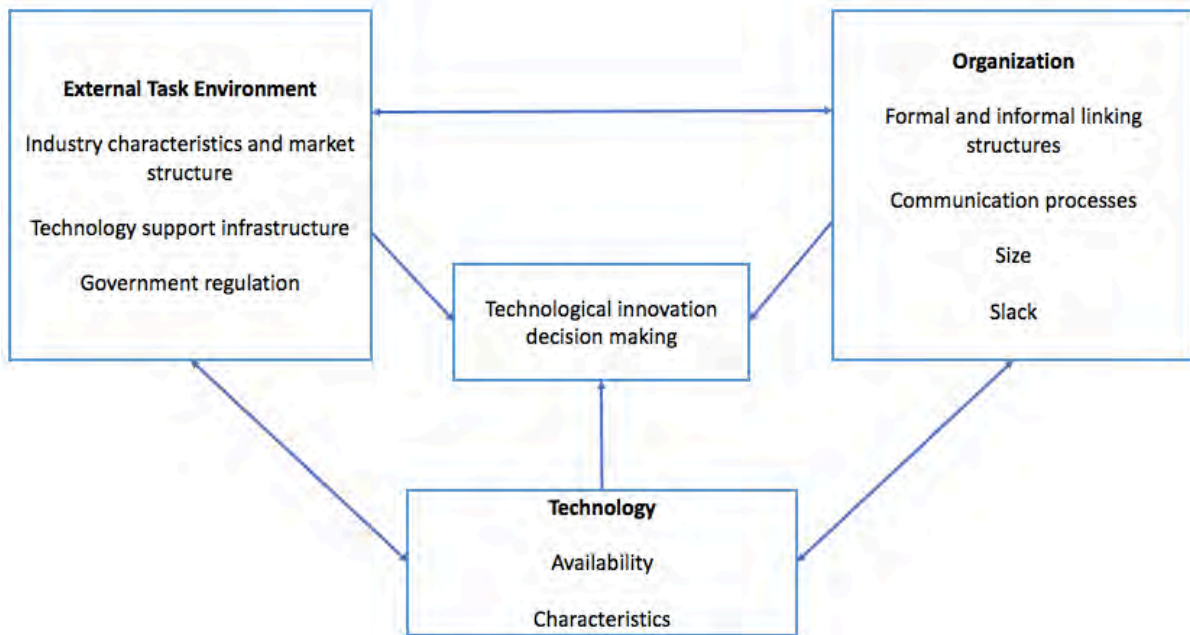 External Task Environment
Industry characteristics and market
structure
Technology support infrastructure
Government regulation
Organization
Formal and informal linking
structures
Communication processes
Size
Slack
Technological innovation
decision making
Technology
Availability
Characteristics